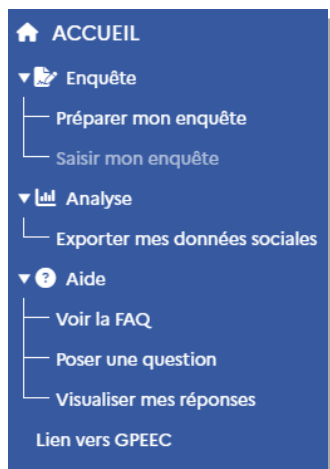 ACCUEIL
Enquête
Préparer mon enquête
Saisir mon enquête
Analyse
Exporter mes données sociales
Aide
Voir la FAQ
Poser une question
Visualiser mes réponses
Lien vers GPEEC